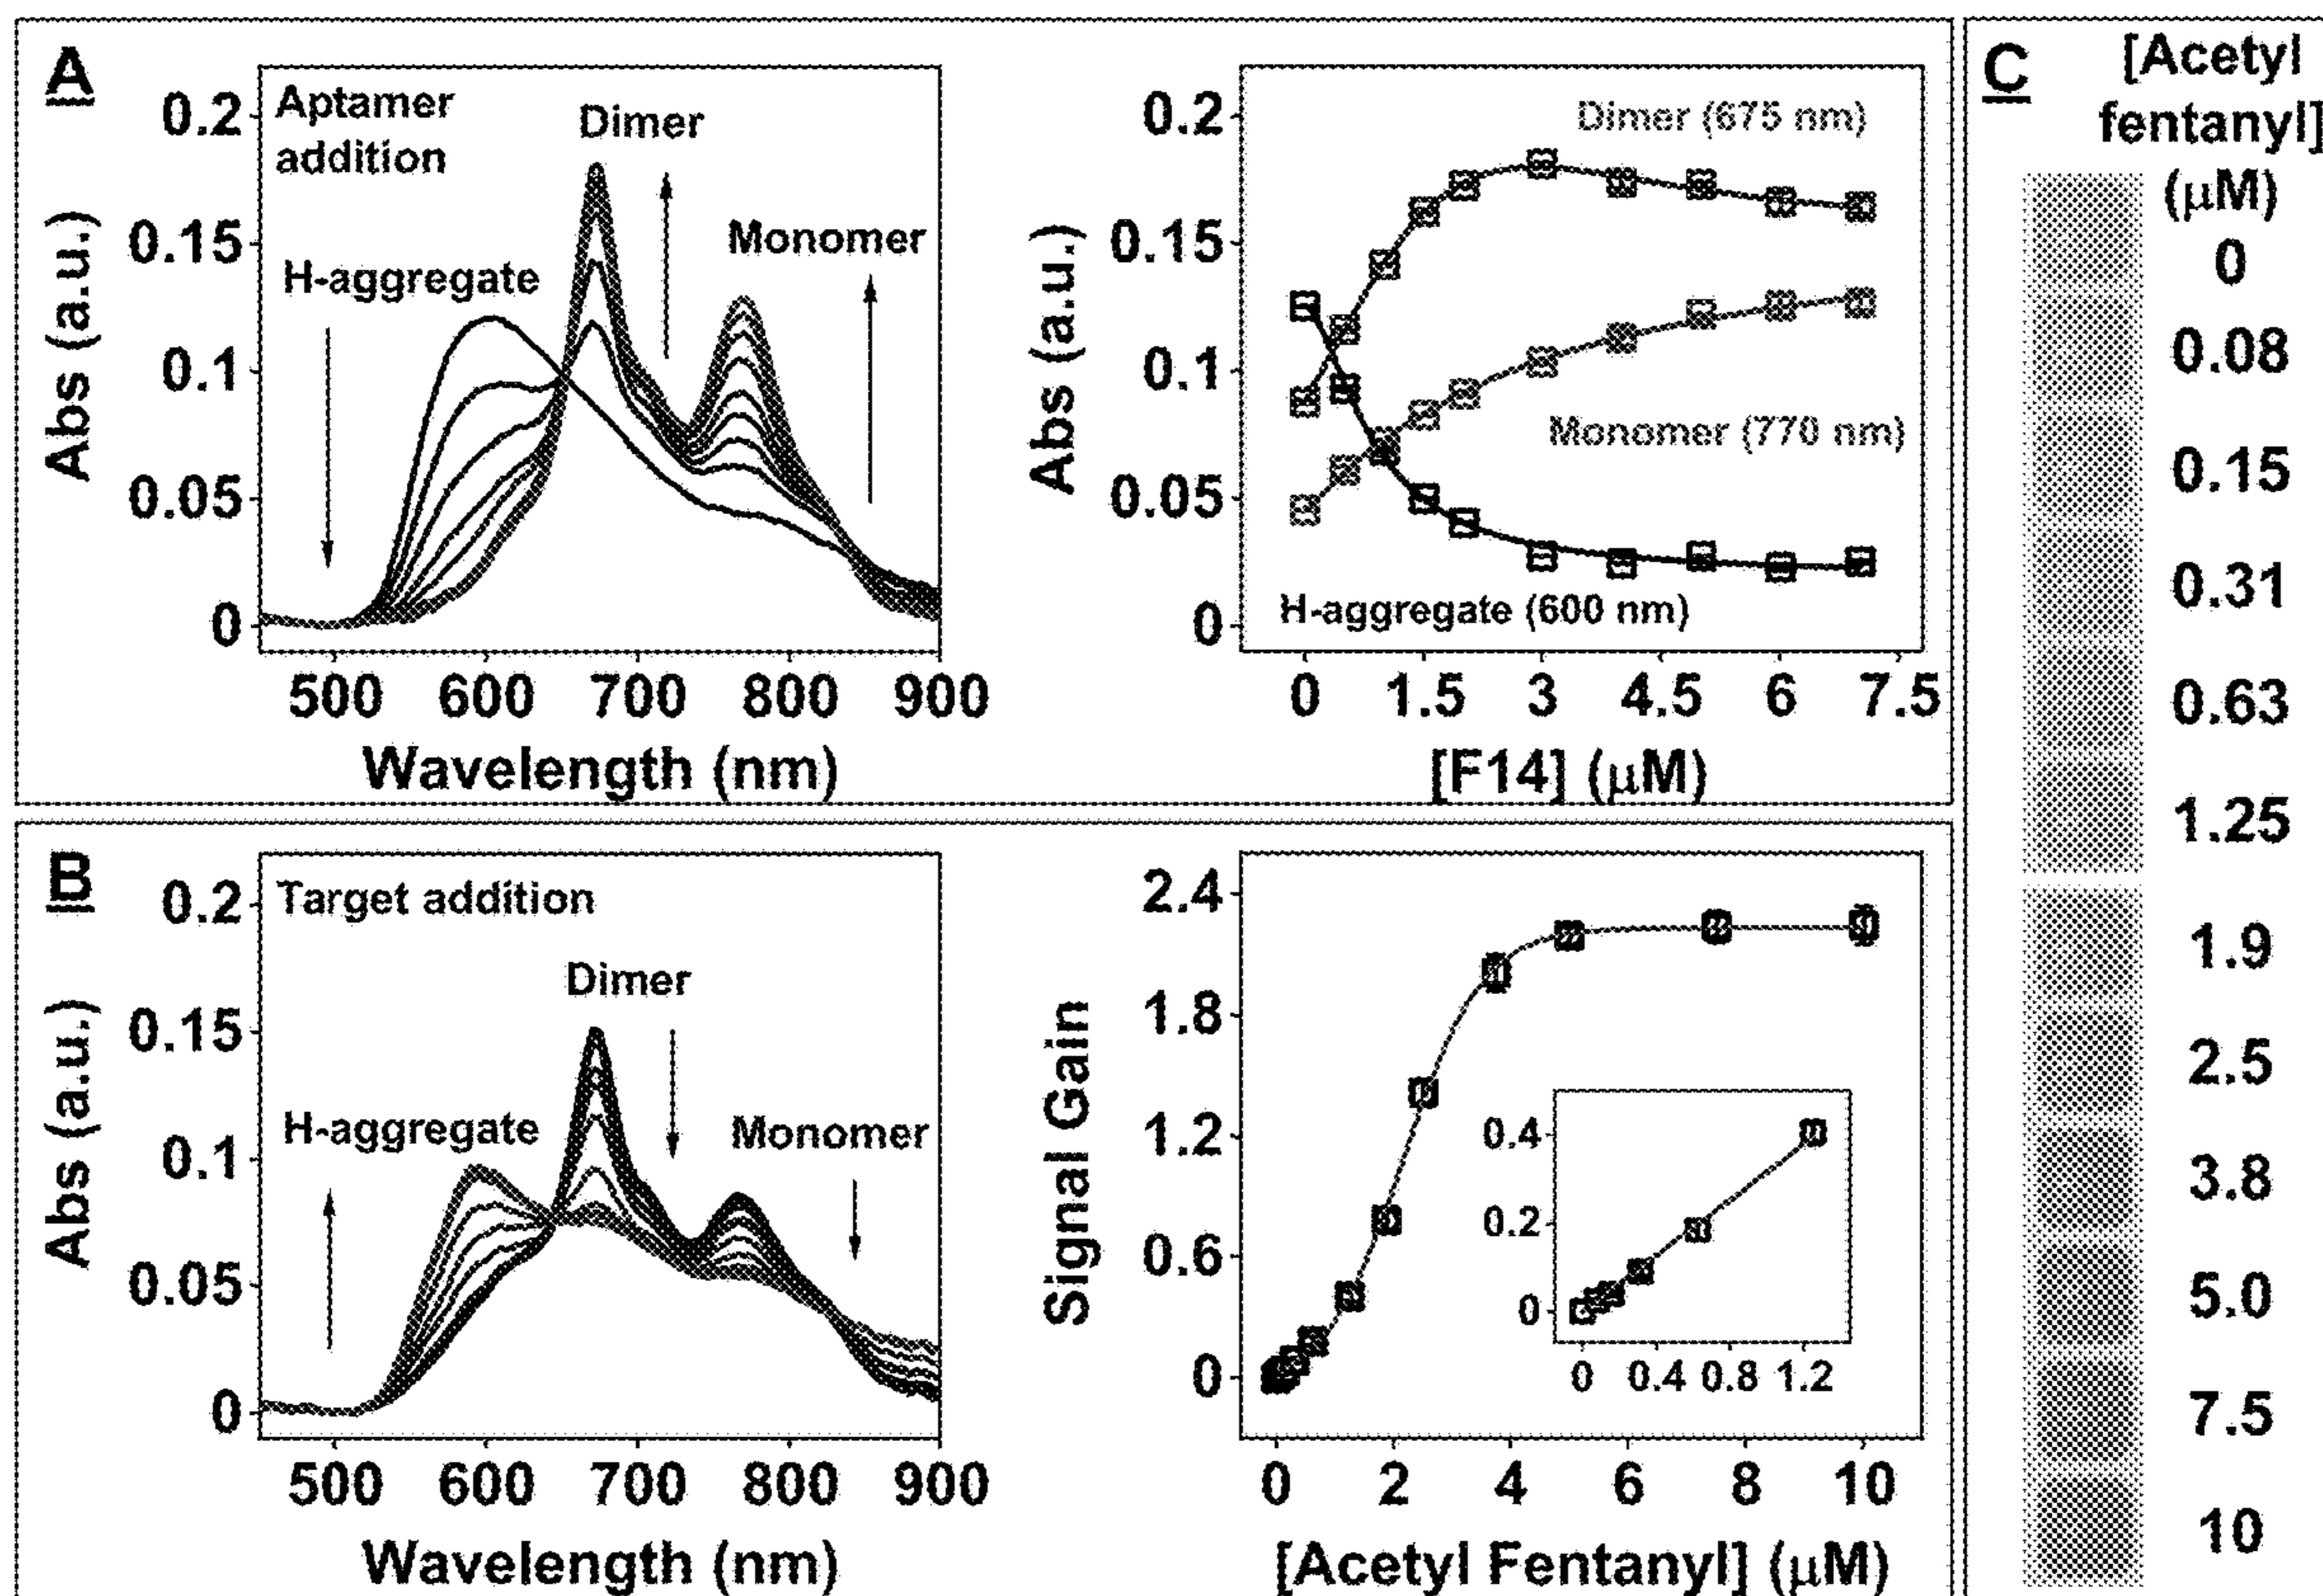 A
Aptamer
addition
Dimer
Monomer
H-aggregate
Abs (a.u.)
0.2
0.15
0.1
0.05
0
500 600 700 800 900
Wavelength (nm)
Abs (a.u.)
0.2
0.15
0.1
0.05
0
Dimer (675 nm)
Monomer (770 nm)
H-aggregate (600 nm)
0 1.5 3 4.5 6 7.5
[F14] (μM)
B
Target addition
Dimer
H-aggregate
Monomer
Abs (a.u.)
0.2
0.15
0.1
0.05
0
500 600 700 800 900
Wavelength (nm)
Signal Gain
2.4
1.8
1.2
0.6
0
0.4
0.2
0
0 0.4 0.8 1.2
0 2 4 6 8 10
[Acetyl Fentanyl] (μM)
C
[Acetyl
fentanyl]
(μM)
0
0.08
0.15
0.31
0.63
1.25
1.9
2.5
3.8
5.0
7.5
10